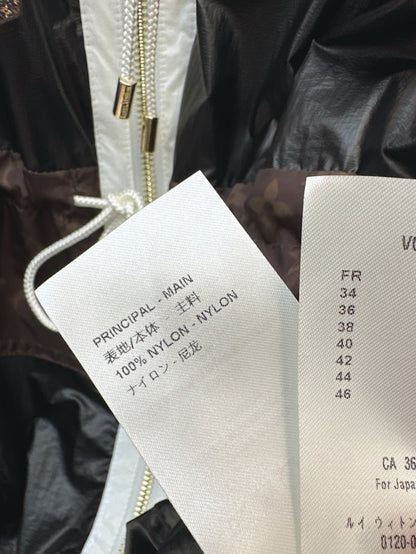 PRINCIPAL - MAIN
表地/本体 - 主料
100% NYLON - NYLON
ナイロン - 尼龙
FR
34
36
38
40
42
44
46
CA 36
For Japa
ルイ ヴィトン
0120-0